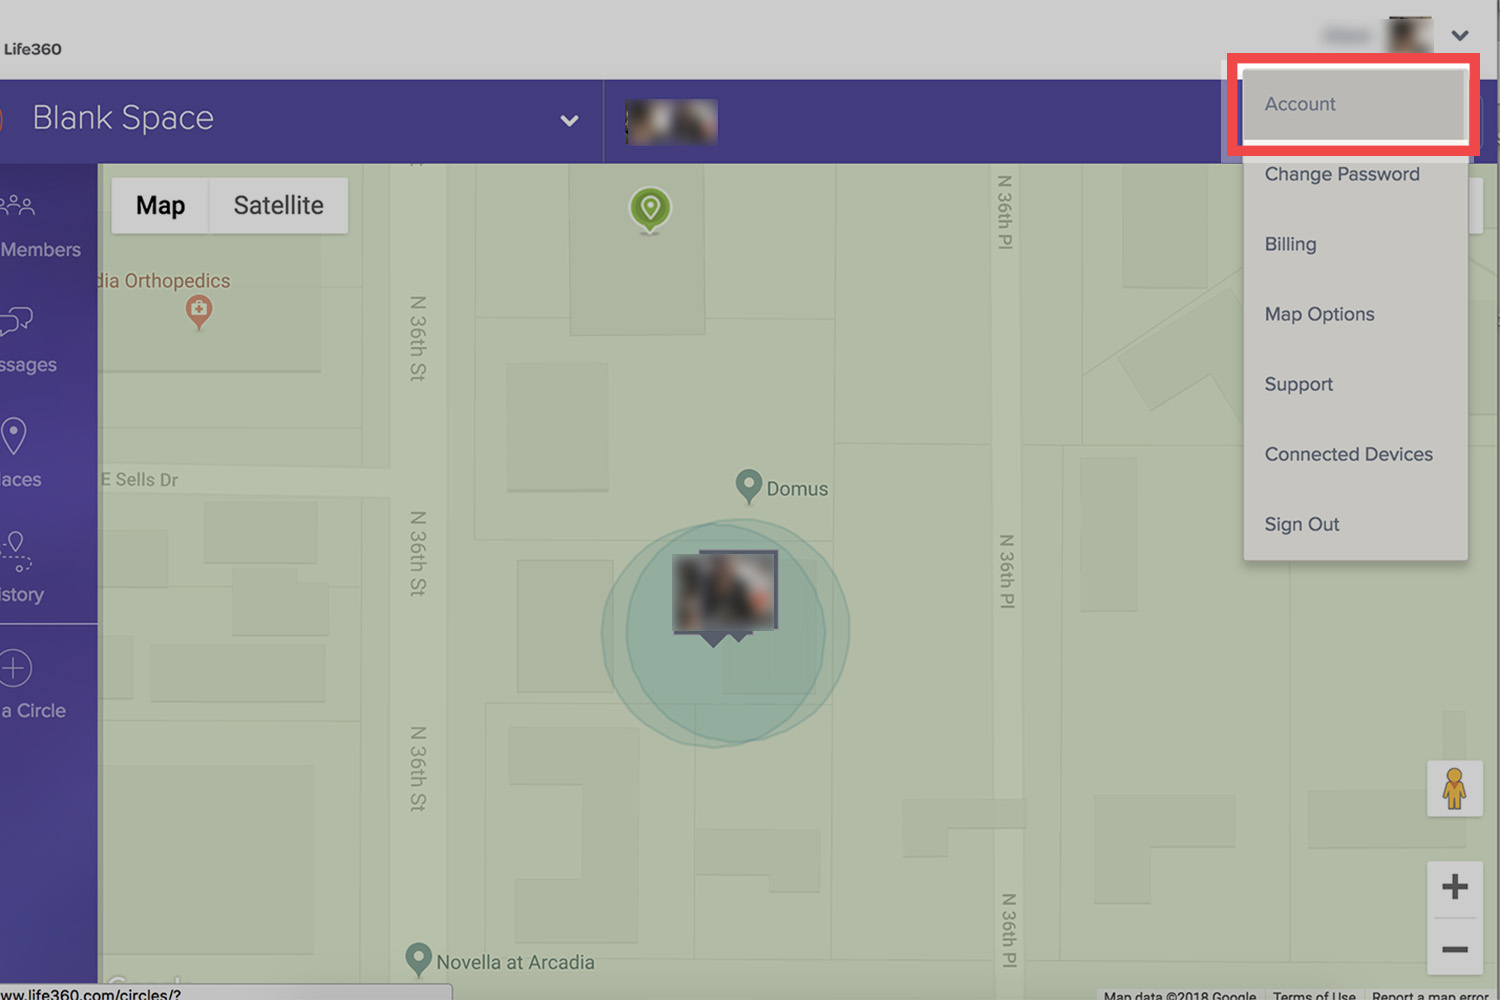 Life360
Blank Space
Account
Change Password
Billing
Map Options
Support
Connected Devices
Sign Out
Map
Satellite
Members
ssages
laces
istory
a Circle
dia Orthopedics
E Sells Dr
N 36th St
N 36th St
N 36th St
N 36th Pl
N 36th Pl
N 36th Pl
Domus
Novella at Arcadia
Google
ww.life360.com/circles/?
Map data ©2018 Google
Terms of Use
Report a map error